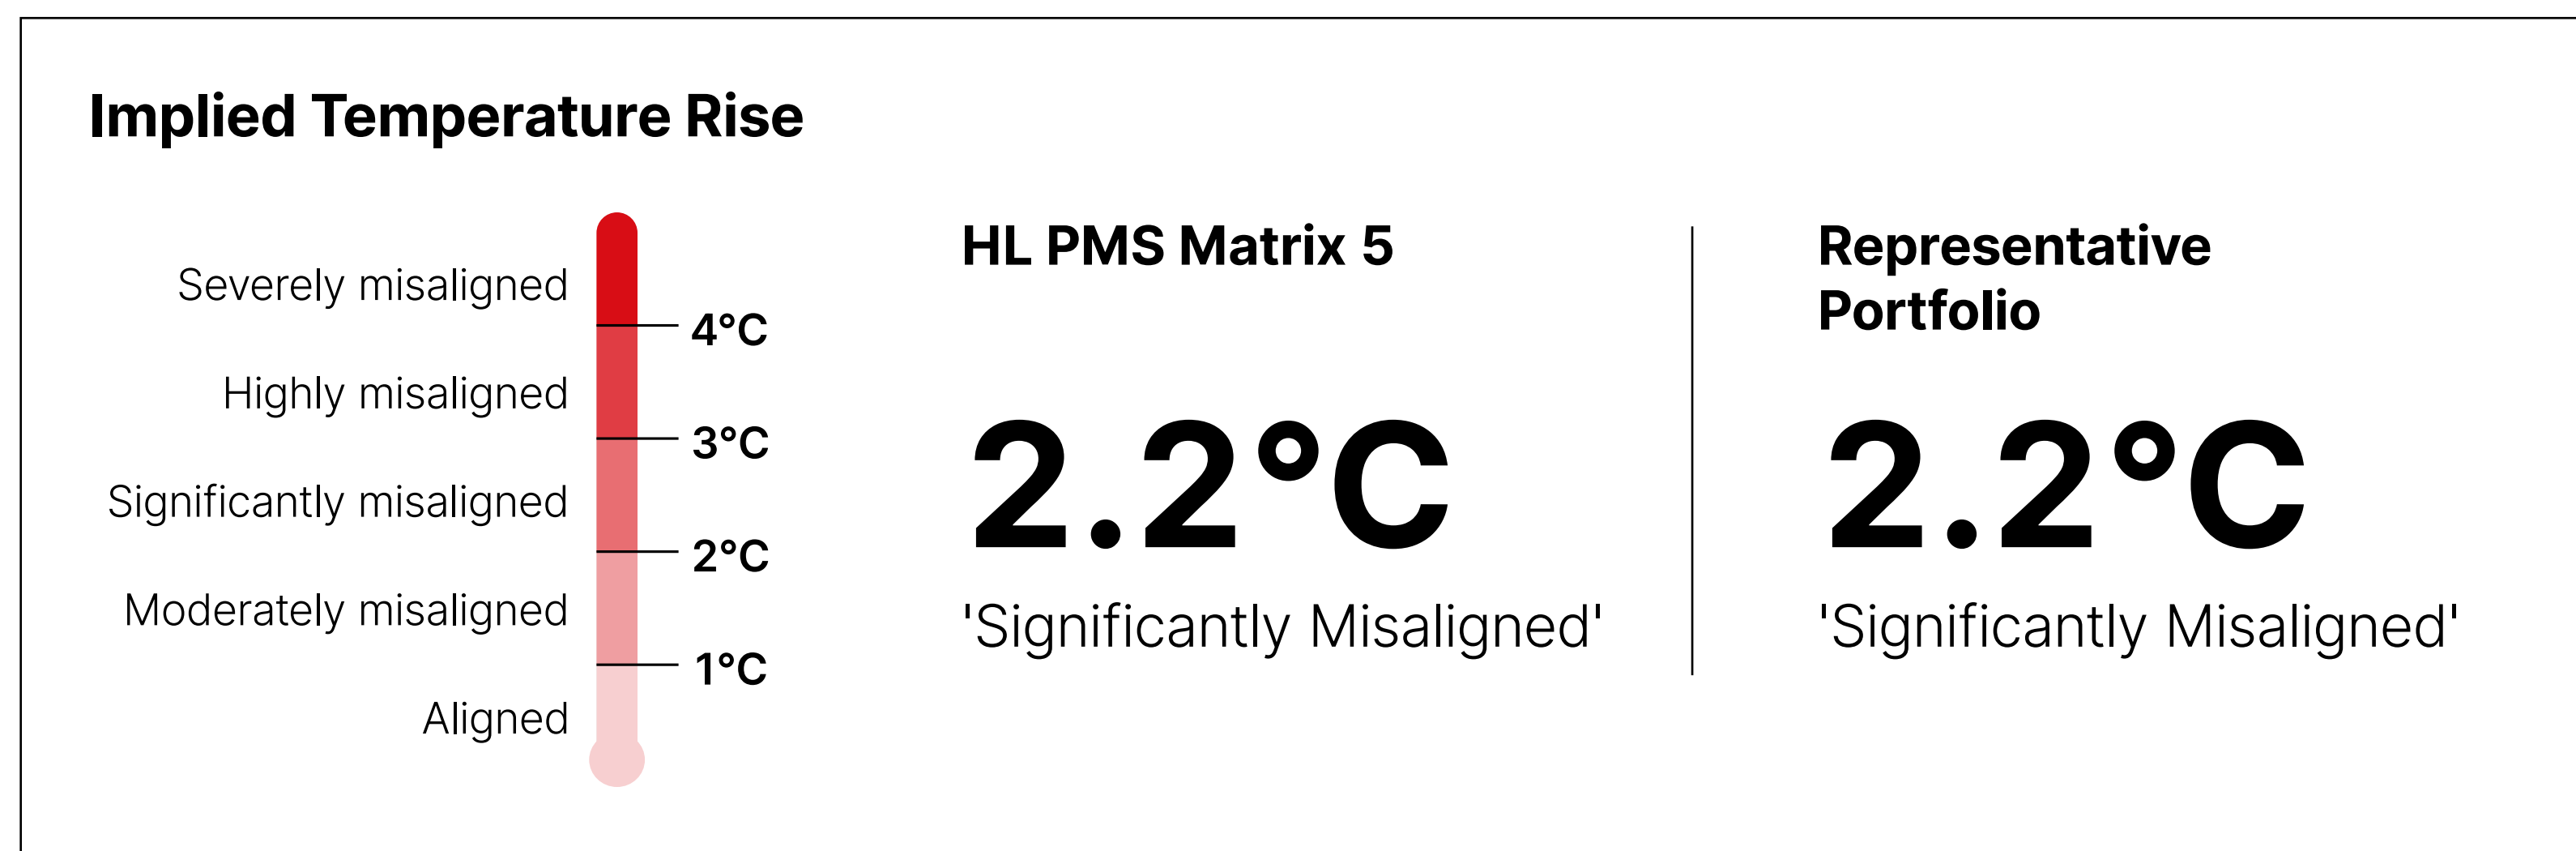 Implied Temperature Rise
Severely misaligned
4°C
Highly misaligned
3°C
Significantly misaligned
2°C
Moderately misaligned
1°C
Aligned
HL PMS Matrix 5
2.2°C
'Significantly Misaligned'
Representative
Portfolio
2.2°C
'Significantly Misaligned'